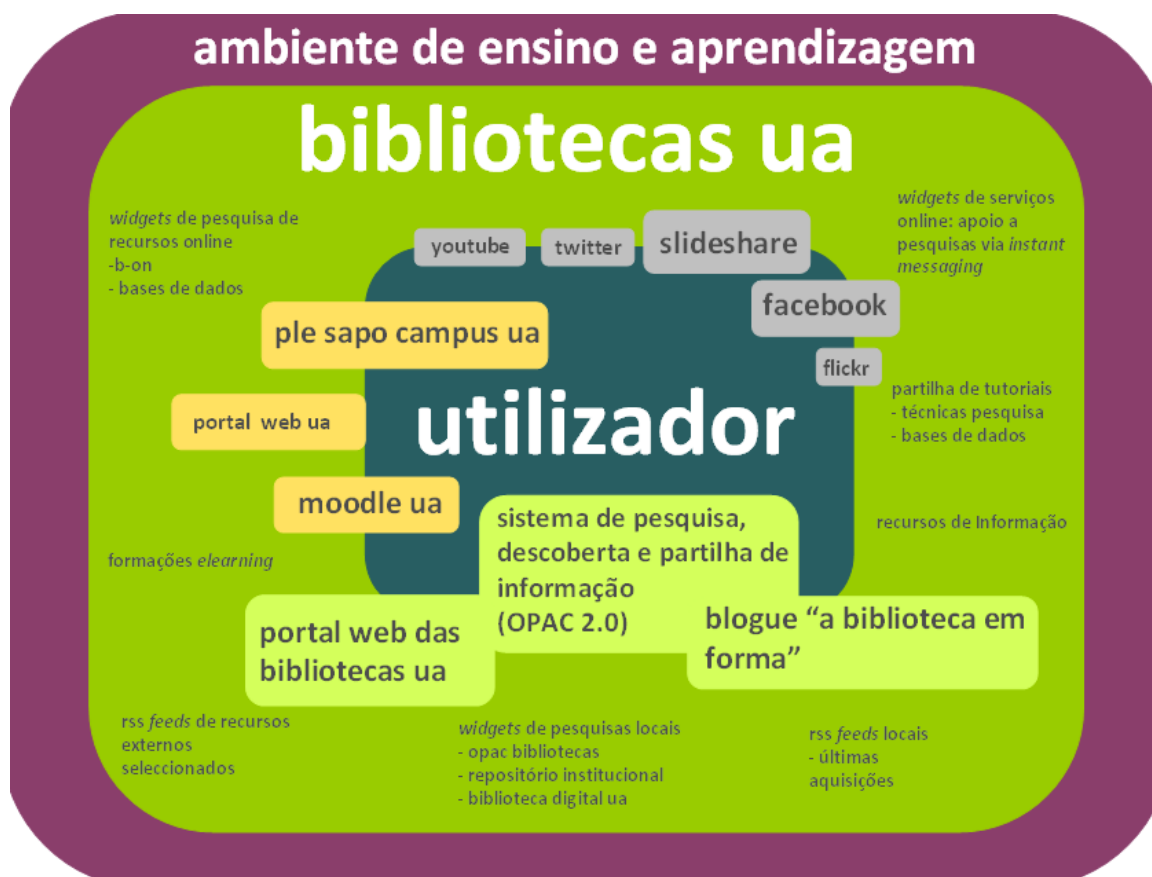 ambiente de ensino e aprendizagem
bibliotecas ua
widgets de pesquisa de
recursos online
-b-on
- bases de dados
widgets de serviços
online: apoio a
pesquisas via instant
messaging
youtube
twitter
slideshare
facebook
flickr
ple sapo campus ua
portal web ua
moodle ua
utilizador
partilha de tutoriais
- técnicas pesquisa
- bases de dados
recursos de Informação
formações elearning
sistema de pesquisa,
descoberta e partilha de
informação
(OPAC 2.0)
portal web das
bibliotecas ua
blogue “a biblioteca em
forma”
rss feeds de recursos
externos
seleccionados
widgets de pesquisas locais
- opac bibliotecas
- repositório institucional
- biblioteca digital ua
rss feeds locais
- últimas
aquisições